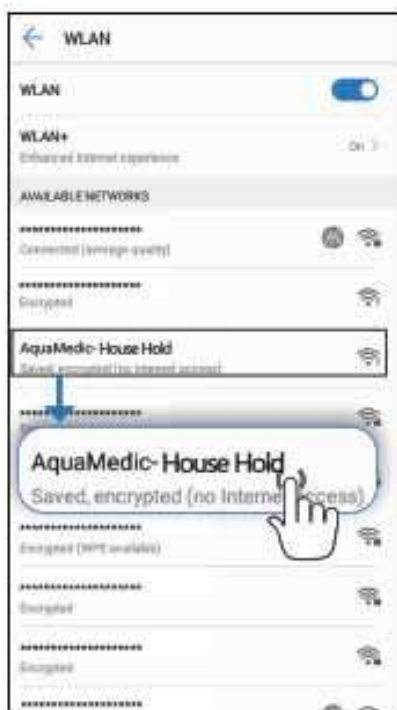 WLAN
WLAN
WLAN+
Enhanced Internet experience
On
AVAILABLE NETWORKS
********************
Connected (average quality)
********************
Encrypted
AquaMedic- House Hold
Saved, encrypted (no Internet access)
********************
AquaMedic- House Hold
Saved, encrypted (no Internet access)
********************
Encrypted (WPS available)
********************
Encrypted
********************
Encrypted
********************